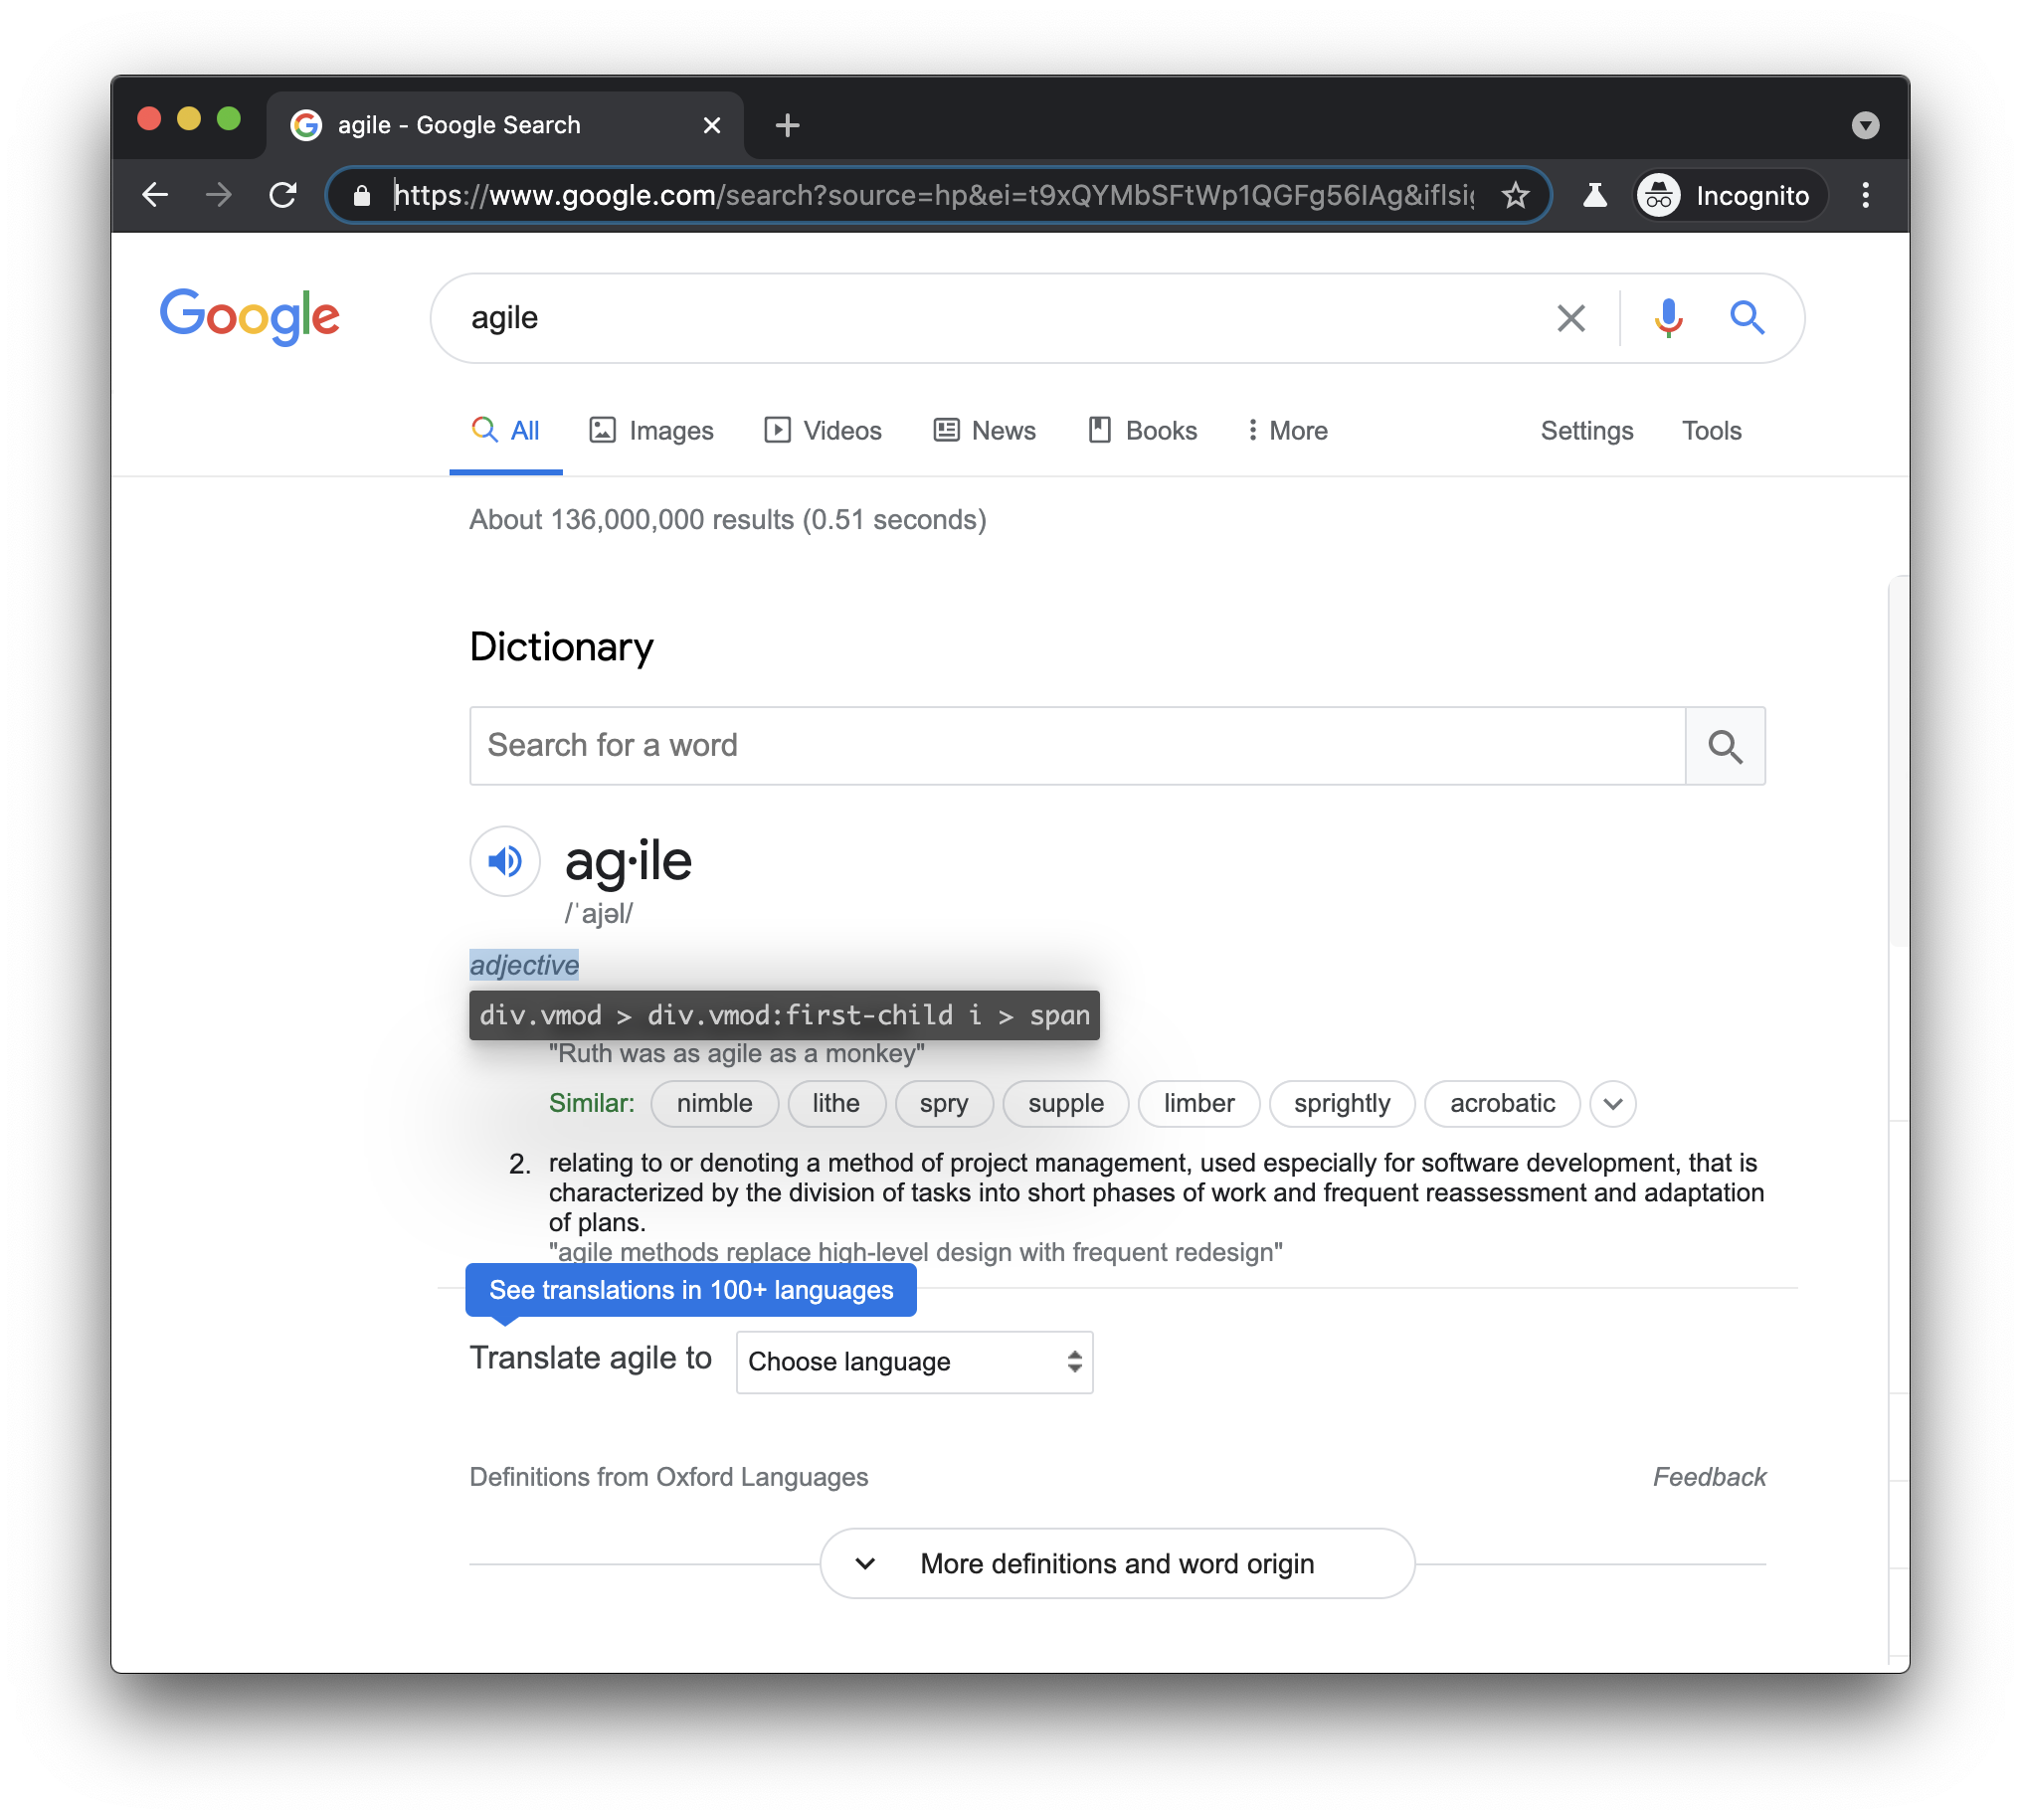 agile - Google Search
https://www.google.com/search?source=hp&ei=t9xQYMbSFtWp1QGFg56IAg&iflsig
Incognito
Google
agile
All Images Videos News Books More Settings Tools
About 136,000,000 results (0.51 seconds)
Dictionary
Search for a word
ag·ile
/ˈajəl/
adjective
div.vmod > div.vmod:first-child i > span
"Ruth was as agile as a monkey"
Similar: nimble lithe spry supple limber sprightly acrobatic
2. relating to or denoting a method of project management, used especially for software development, that is
characterized by the division of tasks into short phases of work and frequent reassessment and adaptation
of plans.
"agile methods replace high-level design with frequent redesign"
See translations in 100+ languages
Translate agile to Choose language
Definitions from Oxford Languages Feedback
More definitions and word origin